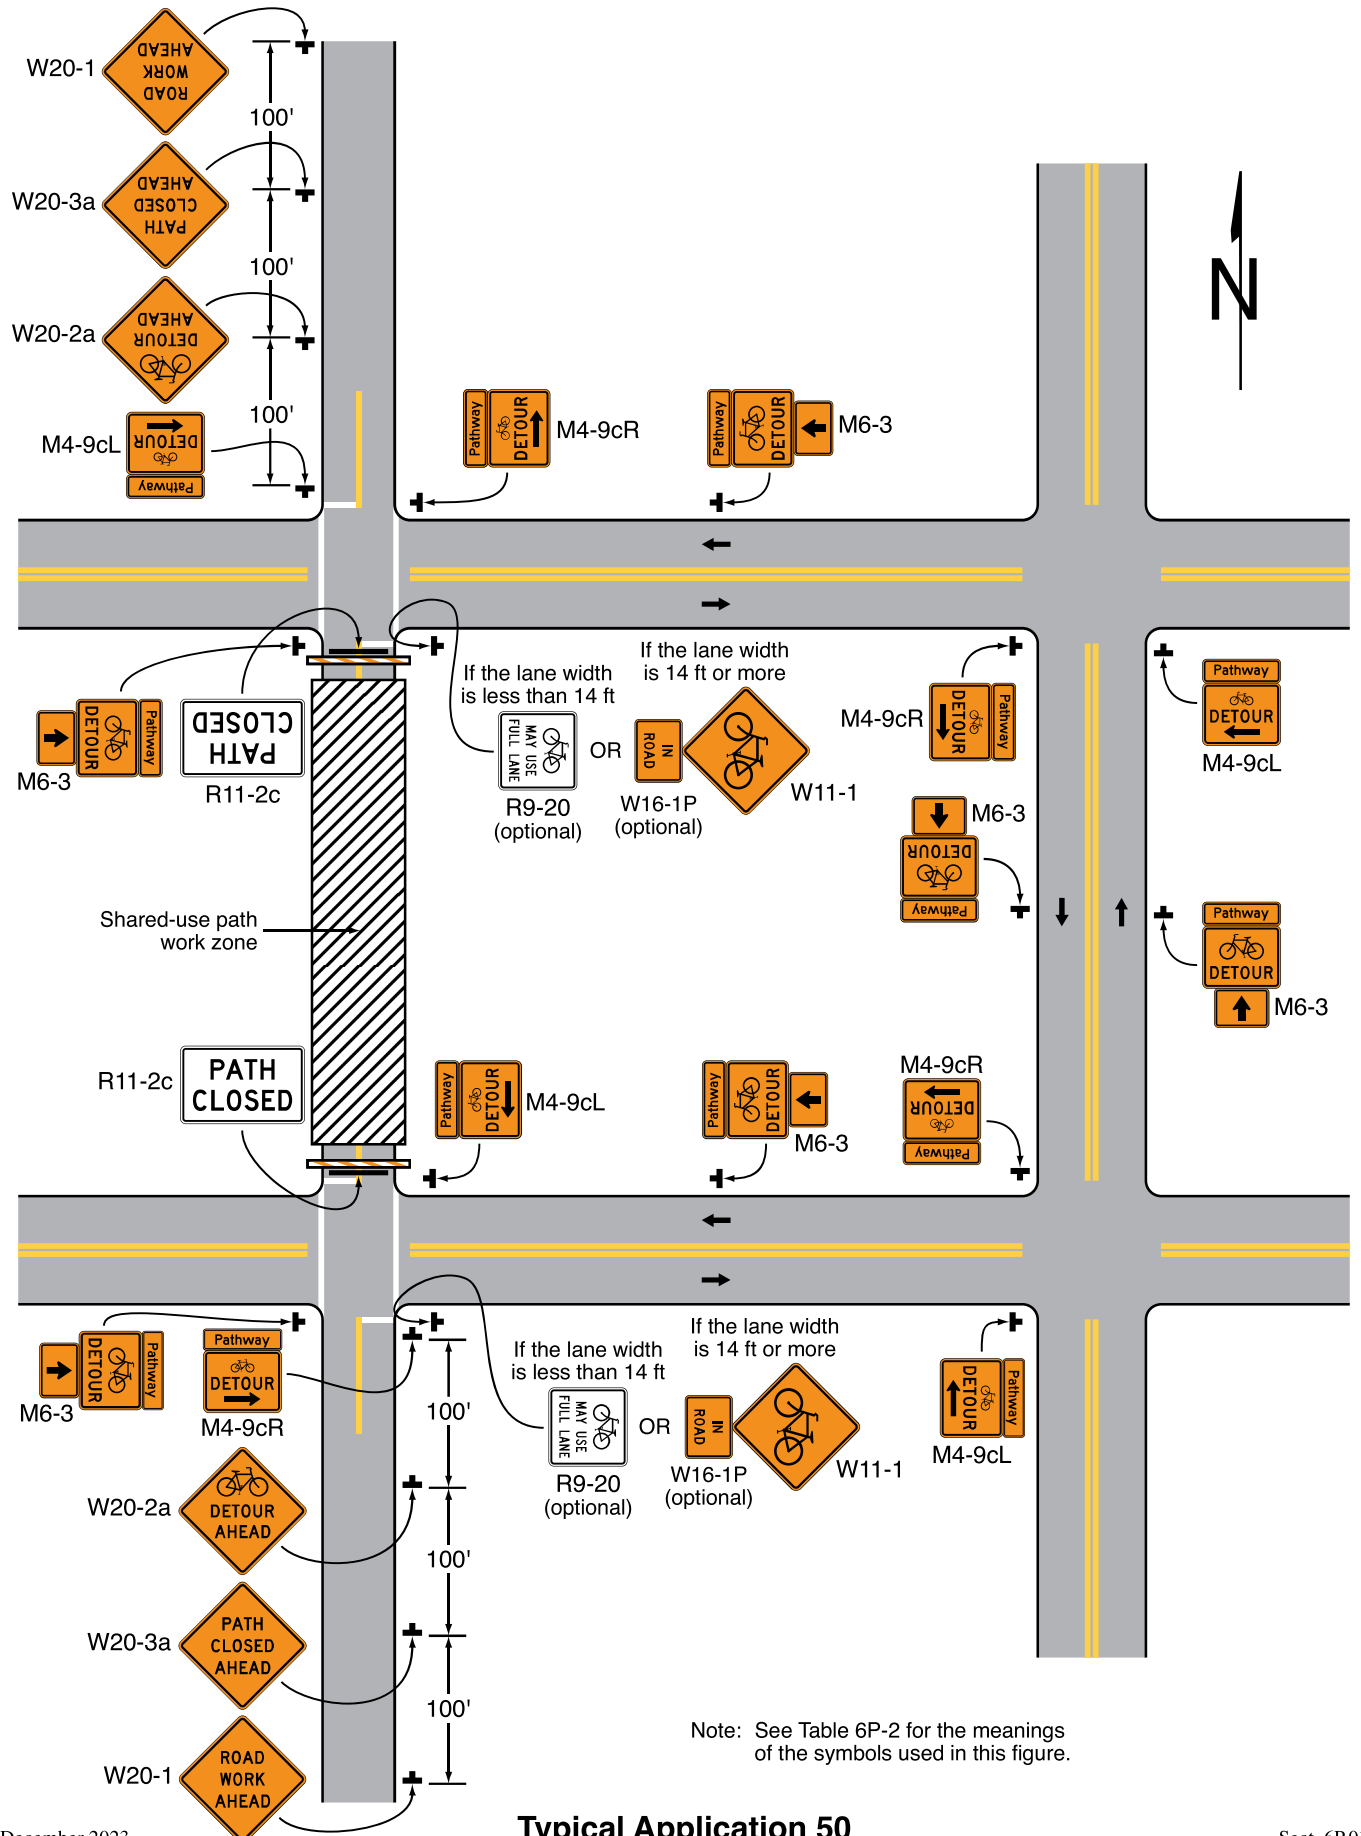 W20-1
ROAD
WORK
AHEAD
100'
W20-3a
PATH
CLOSED
AHEAD
100'
W20-2a
DETOUR
AHEAD
100'
M4-9cL
Pathway
DETOUR
Pathway
DETOUR
M4-9cR
Pathway
DETOUR
M6-3
N
Pathway
DETOUR
M6-3
PATH
CLOSED
R11-2c
If the lane width
is less than 14 ft
MAY USE
FULL LANE
R9-20
(optional)
OR
If the lane width
is 14 ft or more
IN
ROAD
W16-1P
(optional)
W11-1
M4-9cR
Pathway
DETOUR
Pathway
DETOUR
M4-9cL
M6-3
Pathway
DETOUR
Pathway
DETOUR
M6-3
Shared-use path
work zone
R11-2c
PATH
CLOSED
Pathway
DETOUR
M4-9cL
Pathway
DETOUR
M6-3
M4-9cR
Pathway
DETOUR
Pathway
DETOUR
M6-3
Pathway
DETOUR
M4-9cR
100'
If the lane width
is less than 14 ft
MAY USE
FULL LANE
R9-20
(optional)
OR
If the lane width
is 14 ft or more
IN
ROAD
W16-1P
(optional)
W11-1
Pathway
DETOUR
M4-9cL
W20-2a
DETOUR
AHEAD
100'
W20-3a
PATH
CLOSED
AHEAD
100'
W20-1
ROAD
WORK
AHEAD
Note: See Table 6P-2 for the meanings
of the symbols used in this figure.
Typical Application 50
December 2023
Sect. 6P.01